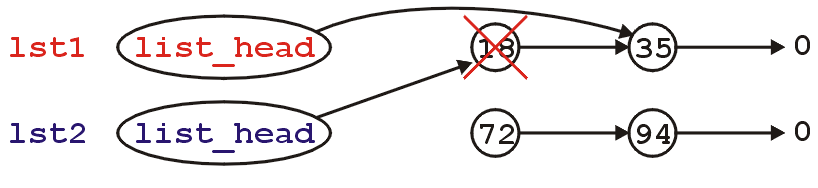 lst1 list_head 18 35 0
lst2 list_head 72 94 0